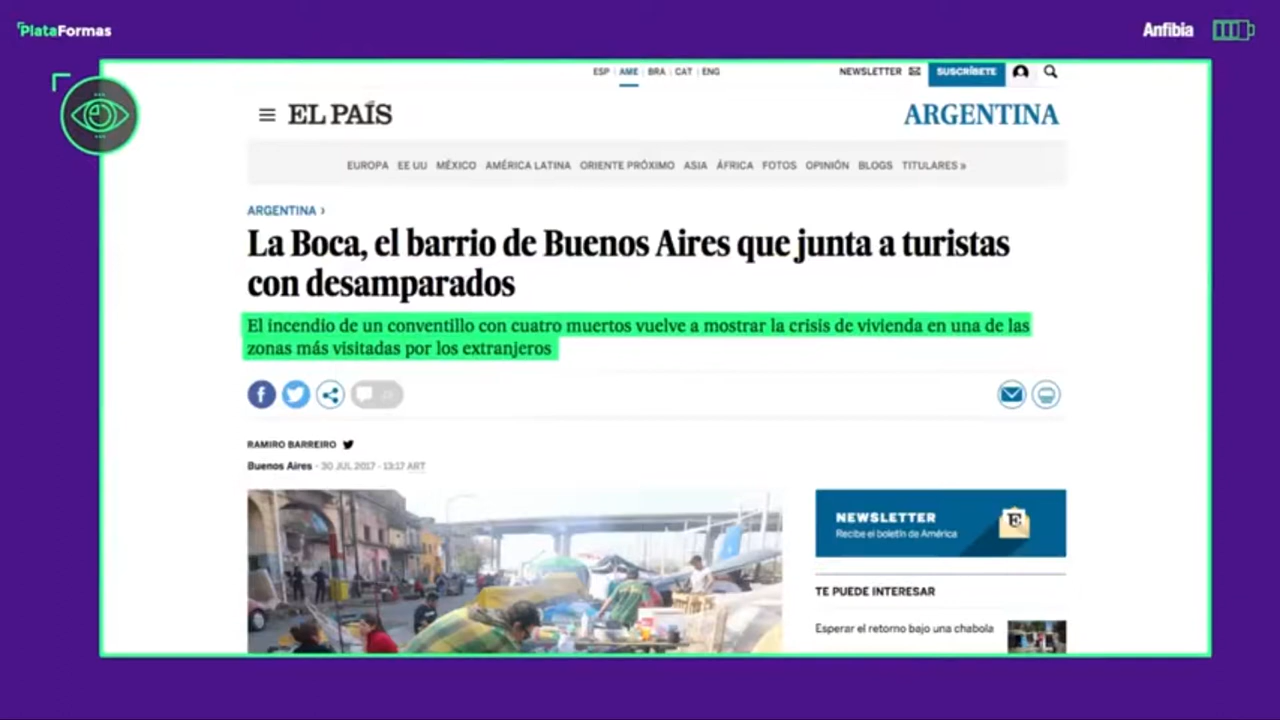 PlataFormas
Anfibia
ESP | AME | BRA | CAT | ENG
NEWSLETTER
SUSCRÍBETE
EL PAÍS
ARGENTINA
EUROPA EE UU MÉXICO AMÉRICA LATINA ORIENTE PRÓXIMO ASIA ÁFRICA FOTOS OPINIÓN BLOGS TITULARES »
ARGENTINA ›
La Boca, el barrio de Buenos Aires que junta a turistas
con desamparados
El incendio de un conventillo con cuatro muertos vuelve a mostrar la crisis de vivienda en una de las
zonas más visitadas por los extranjeros
RAMIRO BARREIRO
Buenos Aires - 30 JUL 2017 - 13:17 ART
NEWSLETTER
Recibe el boletín de América
E
TE PUEDE INTERESAR
Esperar el retorno bajo una chabola